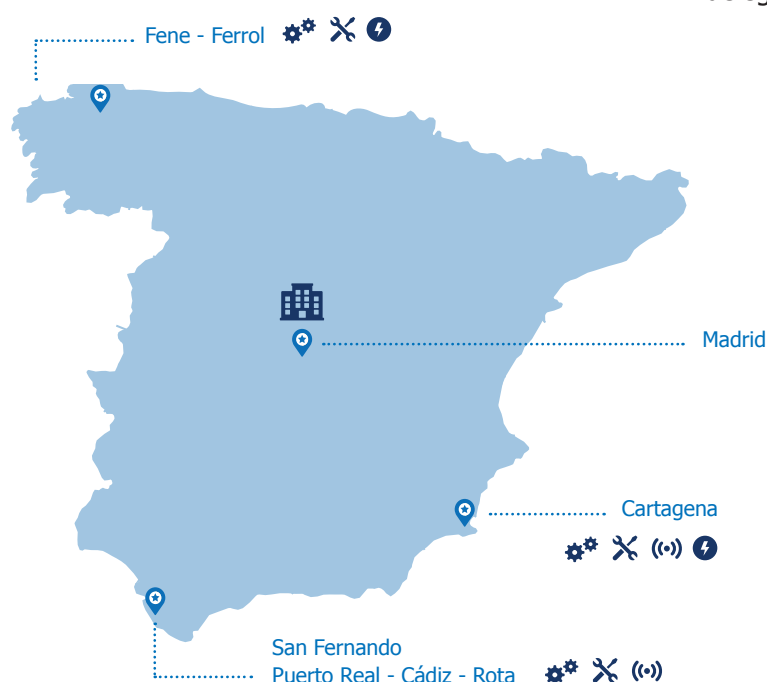 Fene - Ferrol
Madrid
Cartagena
San Fernando
Puerto Real - Cádiz - Rota